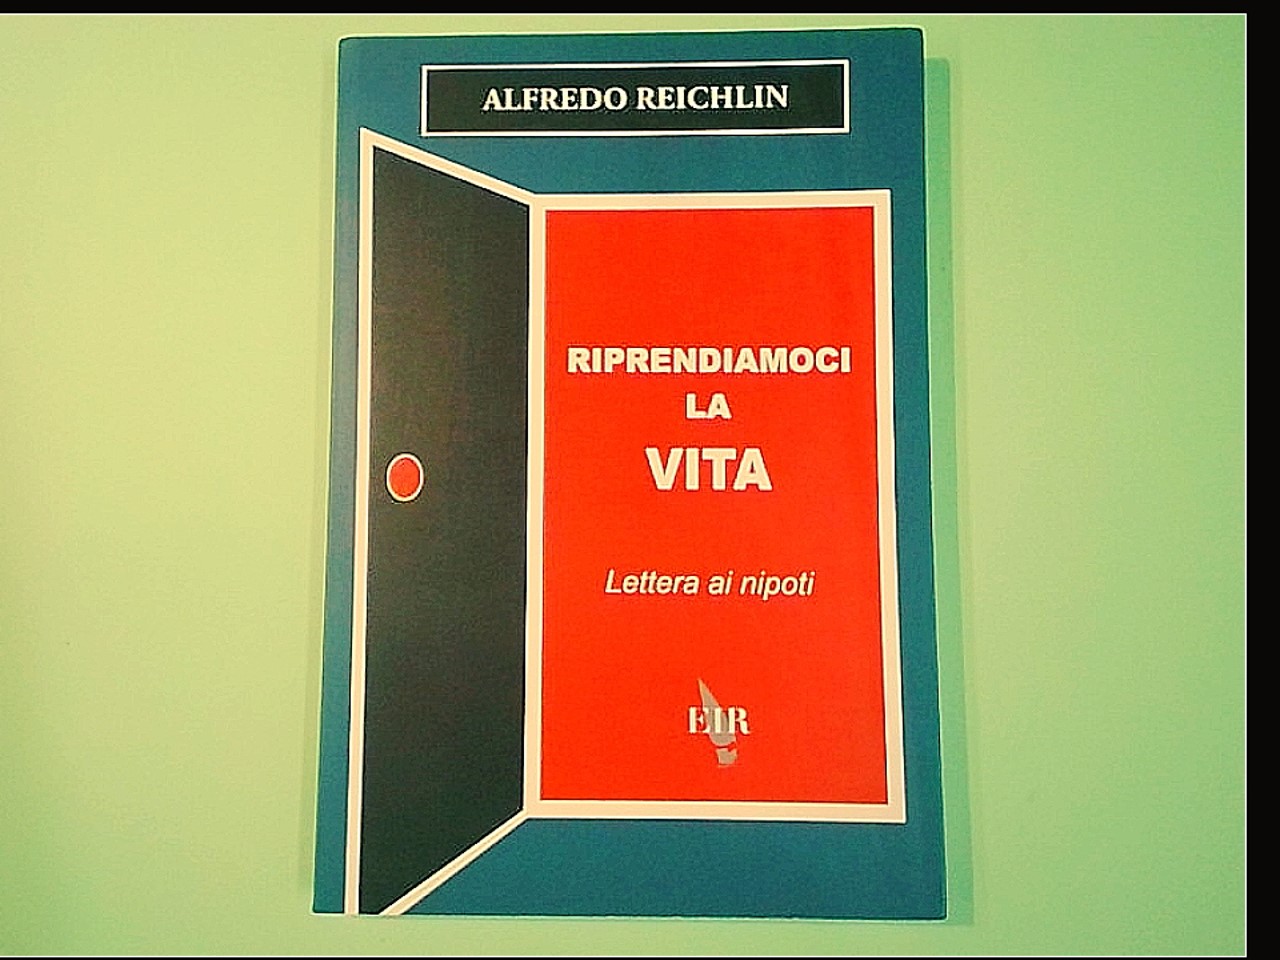 ALFREDO REICHLIN
RIPRENDIAMOCI
LA
VITA
Lettera ai nipoti
EIR